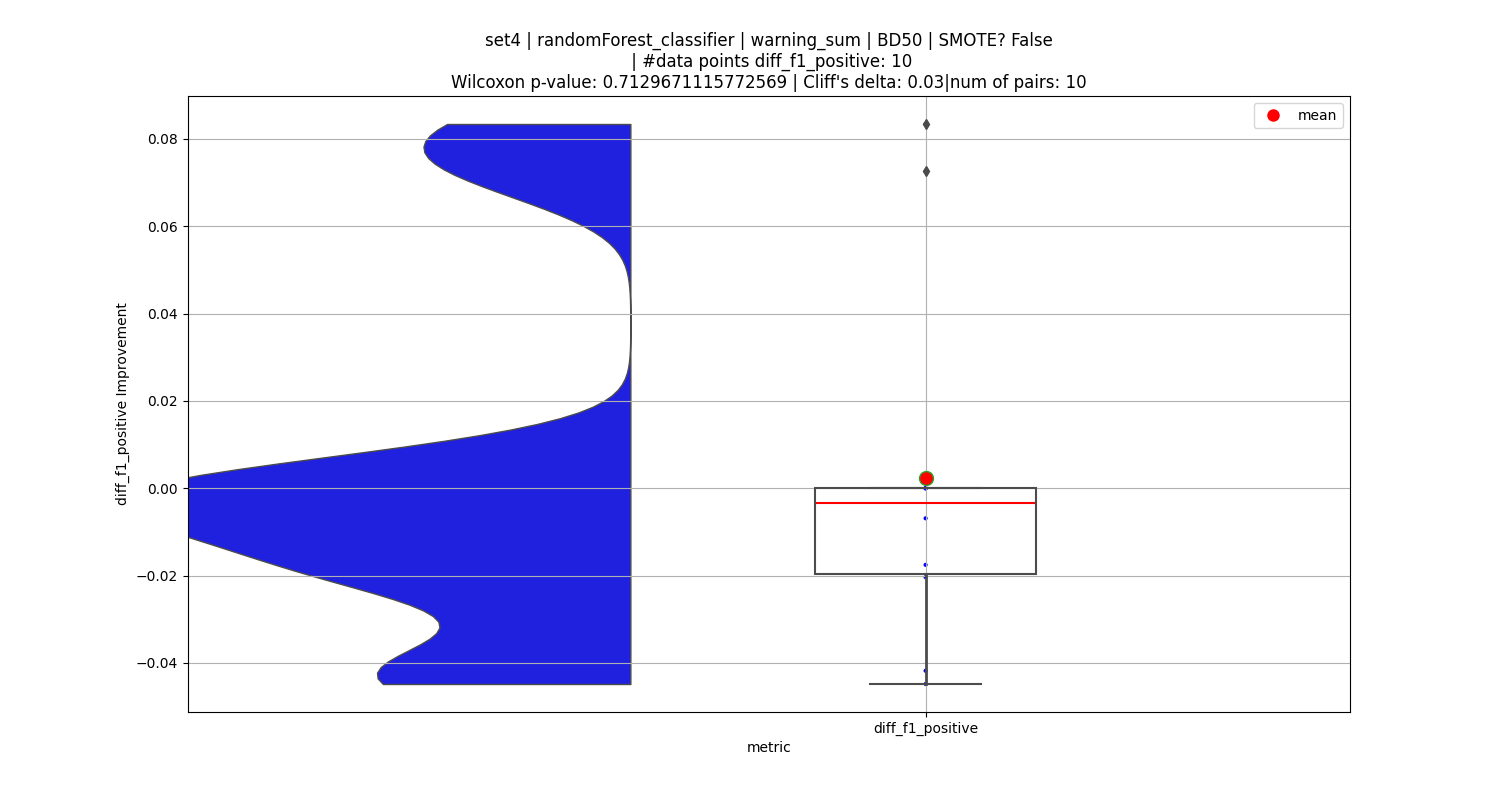 set4 | randomForest_classifier | warning_sum | BD50 | SMOTE? False
| #data points diff_f1_positive: 10
Wilcoxon p-value: 0.7129671115772569 | Cliff's delta: 0.03|num of pairs: 10
mean
0.08
0.06
0.04
0.02
0.00
−0.02
−0.04
diff_f1_positive Improvement
diff_f1_positive
metric